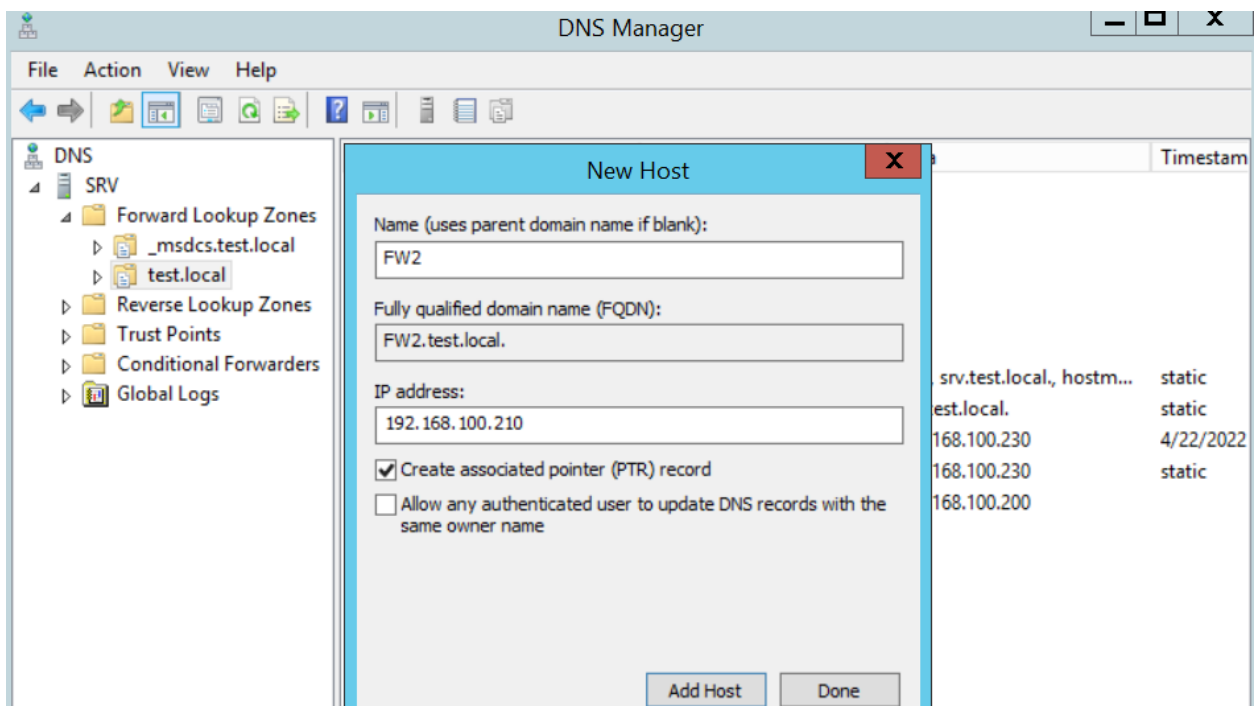 DNS Manager
File Action View Help
DNS
SRV
Forward Lookup Zones
_msdcs.test.local
test.local
Reverse Lookup Zones
Trust Points
Conditional Forwarders
Global Logs
New Host X
Name (uses parent domain name if blank):
FW2
Fully qualified domain name (FQDN):
FW2.test.local.
IP address:
192.168.100.210
Create associated pointer (PTR) record
Allow any authenticated user to update DNS records with the
same owner name
Add Host Done
Timestam
, srv.test.local., hostm... static
est.local. static
168.100.230 4/22/2022
168.100.230 static
168.100.200